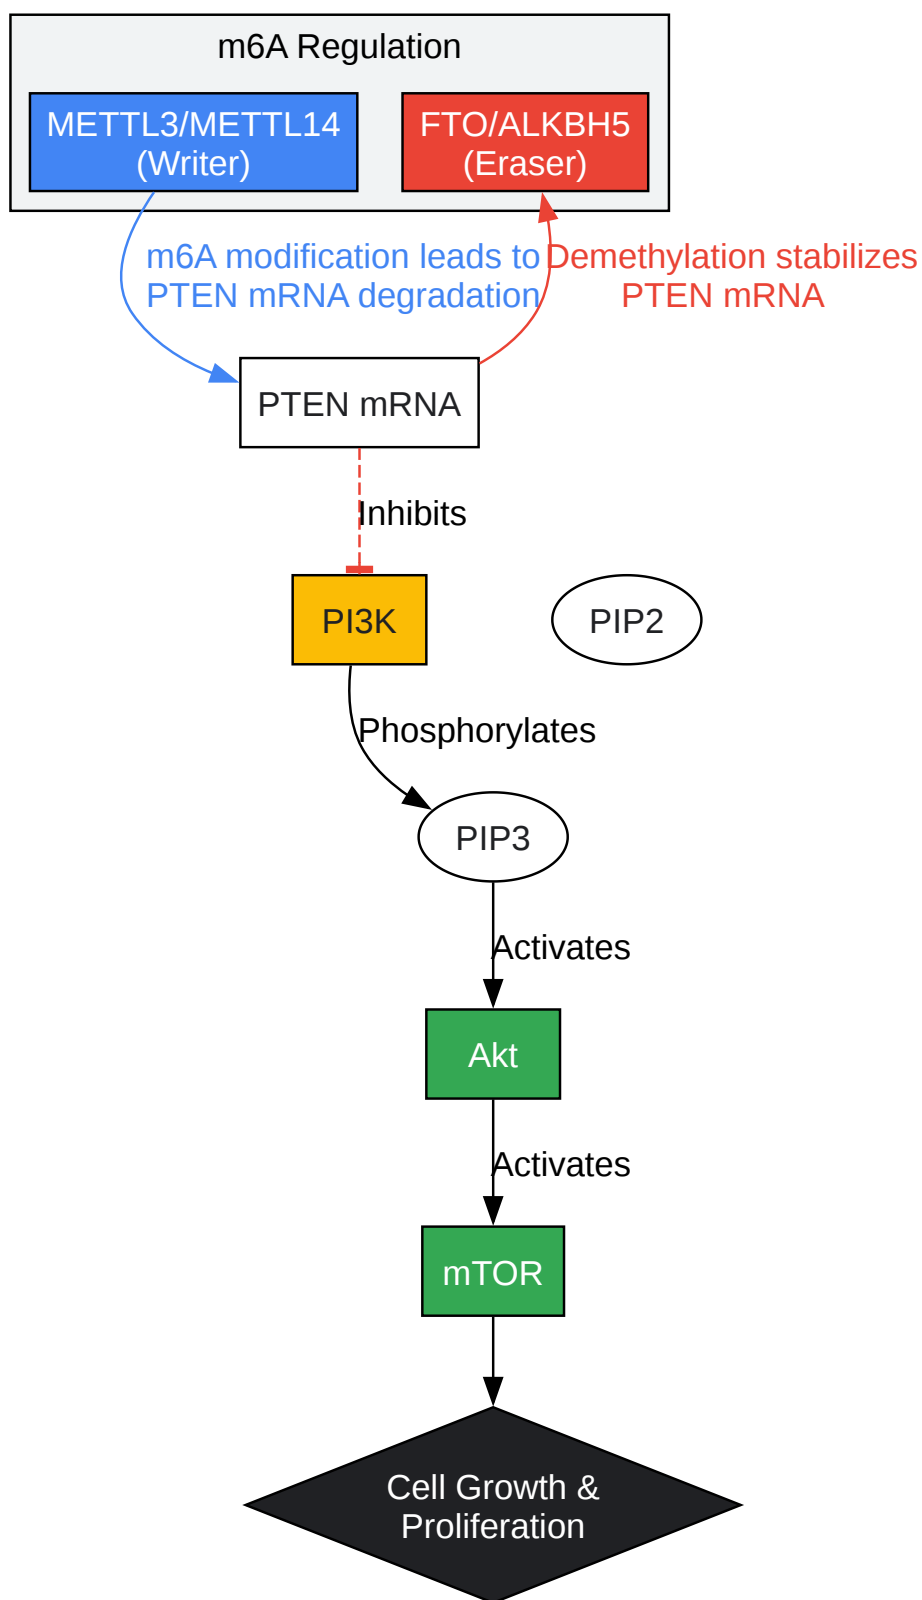 m6A Regulation
METTL3/METTL14
(Writer)
FTO/ALKBH5
(Eraser)
m6A modification leads to
PTEN mRNA degradation
Demethylation stabilizes
PTEN mRNA
PTEN mRNA
Inhibits
PI3K
PIP2
Phosphorylates
PIP3
Activates
Akt
Activates
mTOR
Cell Growth &
Proliferation